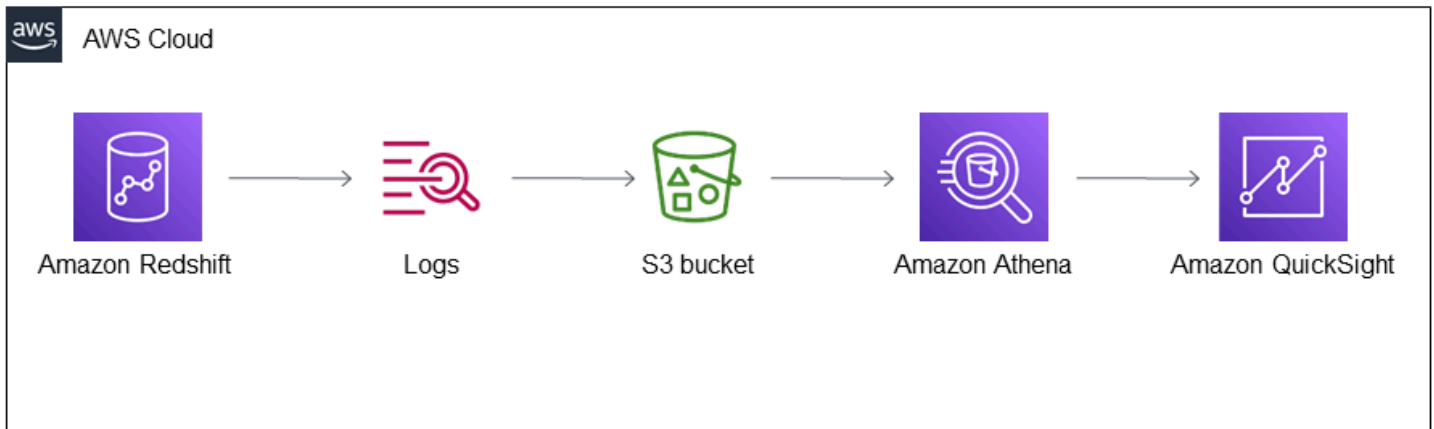 aws
AWS Cloud
Amazon Redshift
Logs
S3 bucket
Amazon Athena
Amazon QuickSight